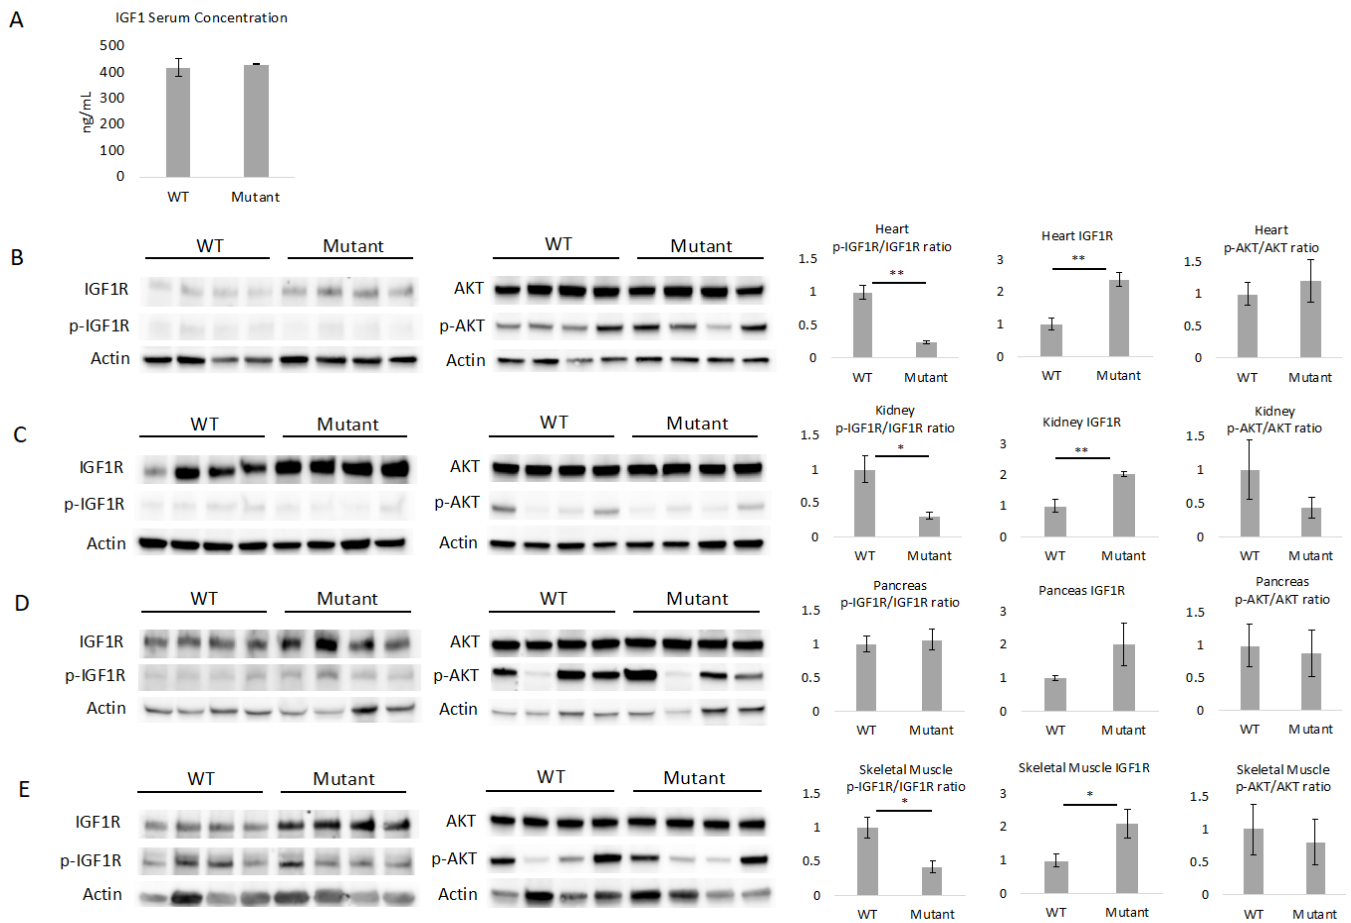 A
IGF1 Serum Concentration
500
400
300
200
100
0
ng/mL
WT
Mutant
B
WT
Mutant
IGF1R
p-IGF1R
Actin
WT
Mutant
AKT
p-AKT
Actin
Heart
p-IGF1R/IGF1R ratio
1.5
1
0.5
0
**
WT
Mutant
Heart IGF1R
3
2
1
0
**
WT
Mutant
Heart
p-AKT/AKT ratio
1.5
1
0.5
0
WT
Mutant
C
WT
Mutant
IGF1R
p-IGF1R
Actin
WT
Mutant
AKT
p-AKT
Actin
Kidney
p-IGF1R/IGF1R ratio
1.5
1
0.5
0
*
WT
Mutant
Kidney IGF1R
3
2
1
0
**
WT
Mutant
Kidney
p-AKT/AKT ratio
1.5
1
0.5
0
WT
Mutant
D
WT
Mutant
IGF1R
p-IGF1R
Actin
WT
Mutant
AKT
p-AKT
Actin
Pancreas
p-IGF1R/IGF1R ratio
1.5
1
0.5
0
WT
Mutant
Panceas IGF1R
3
2
1
0
WT
Mutant
Pancreas
p-AKT/AKT ratio
1.5
1
0.5
0
WT
Mutant
E
WT
Mutant
IGF1R
p-IGF1R
Actin
WT
Mutant
AKT
p-AKT
Actin
Skeletal Muscle
p-IGF1R/IGF1R ratio
1.5
1
0.5
0
*
WT
Mutant
Skeletal Muscle IGF1R
3
2
1
0
*
WT
Mutant
Skeletal Muscle
p-AKT/AKT ratio
1.5
1
0.5
0
WT
Mutant